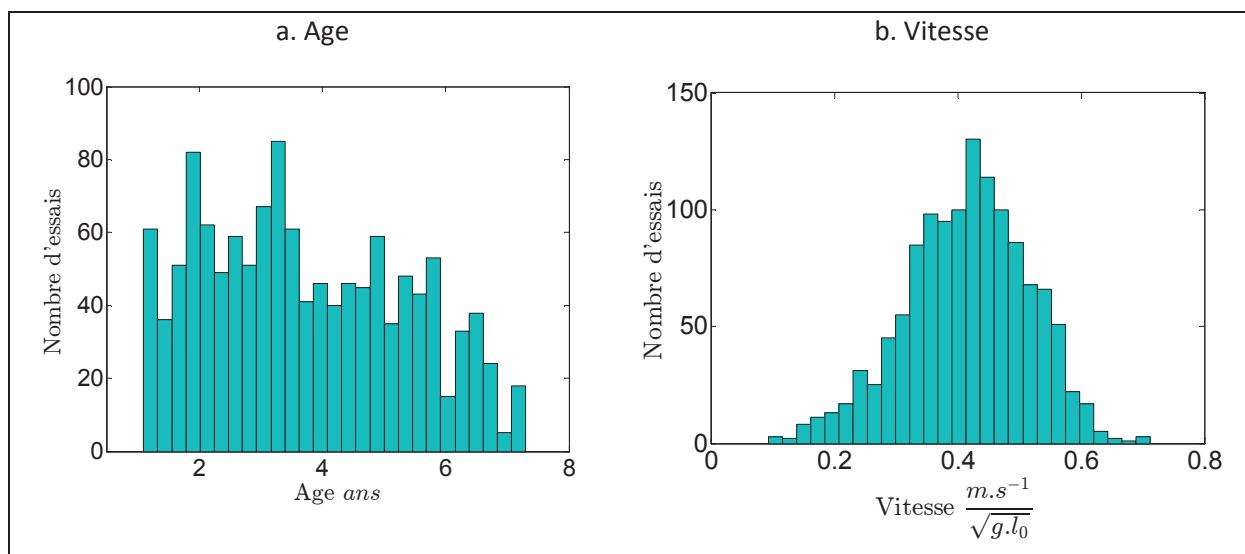 a. Age
100
80
60
40
20
0
Nombre d'essais
2 4 6 8
Age ans
b. Vitesse
150
100
50
0
Nombre d'essais
0 0.2 0.4 0.6 0.8
Vitesse m.s⁻¹ / √g.l₀